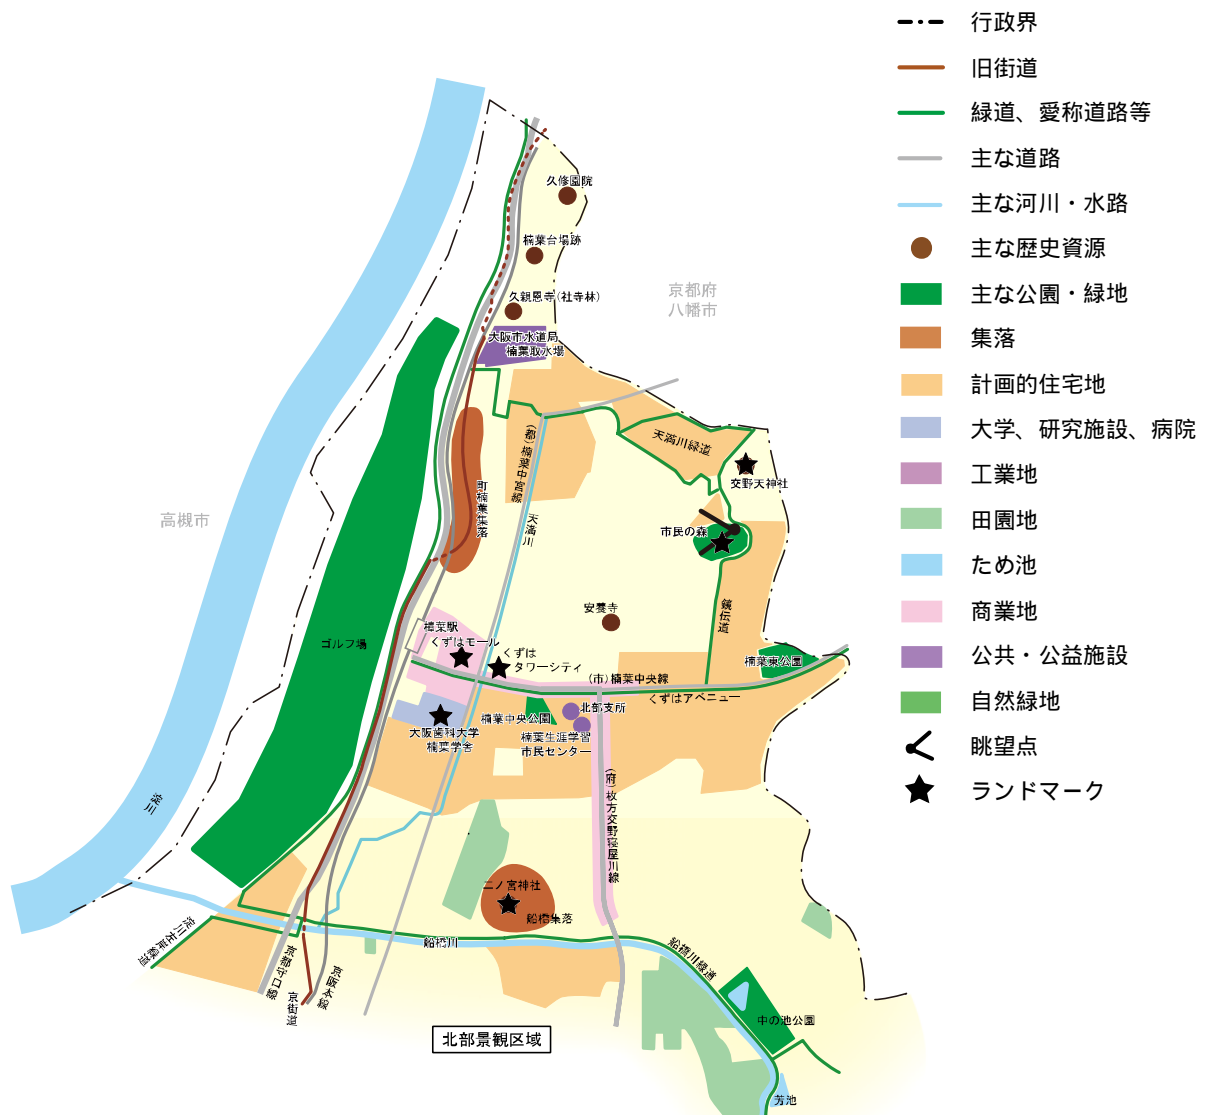 行政界
旧街道
緑道、愛称道路等
主な道路
主な河川・水路
主な歴史資源
主な公園・緑地
集落
計画的住宅地
大学、研究施設、病院
工業地
田園地
ため池
商業地
公共・公益施設
自然緑地
眺望点
ランドマーク
久修園院
楠葉台場跡
京都府
八幡市
久親恩寺(社寺林)
大阪市水道局
楠葉取水場
(都)楠葉中宮線
天満川緑道
交野天神社
町楠葉集落
高槻市
天満川
市民の森
安養寺
鏡伝道
樟葉駅
くずはモール
くずは
タワーシティ
ゴルフ場
楠葉東公園
(市)楠葉中央線
くずはアベニュー
北部支所
楠葉中央公園
大阪歯科大学
楠葉学舎
楠葉生涯学習
市民センター
(府)枚方交野寝屋川線
淀川
二ノ宮神社
船橋集落
淀川左岸線道
船橋川
船橋川緑道
京都守口線
京阪本線
京街道
中の池公園
北部景観区域
芳池